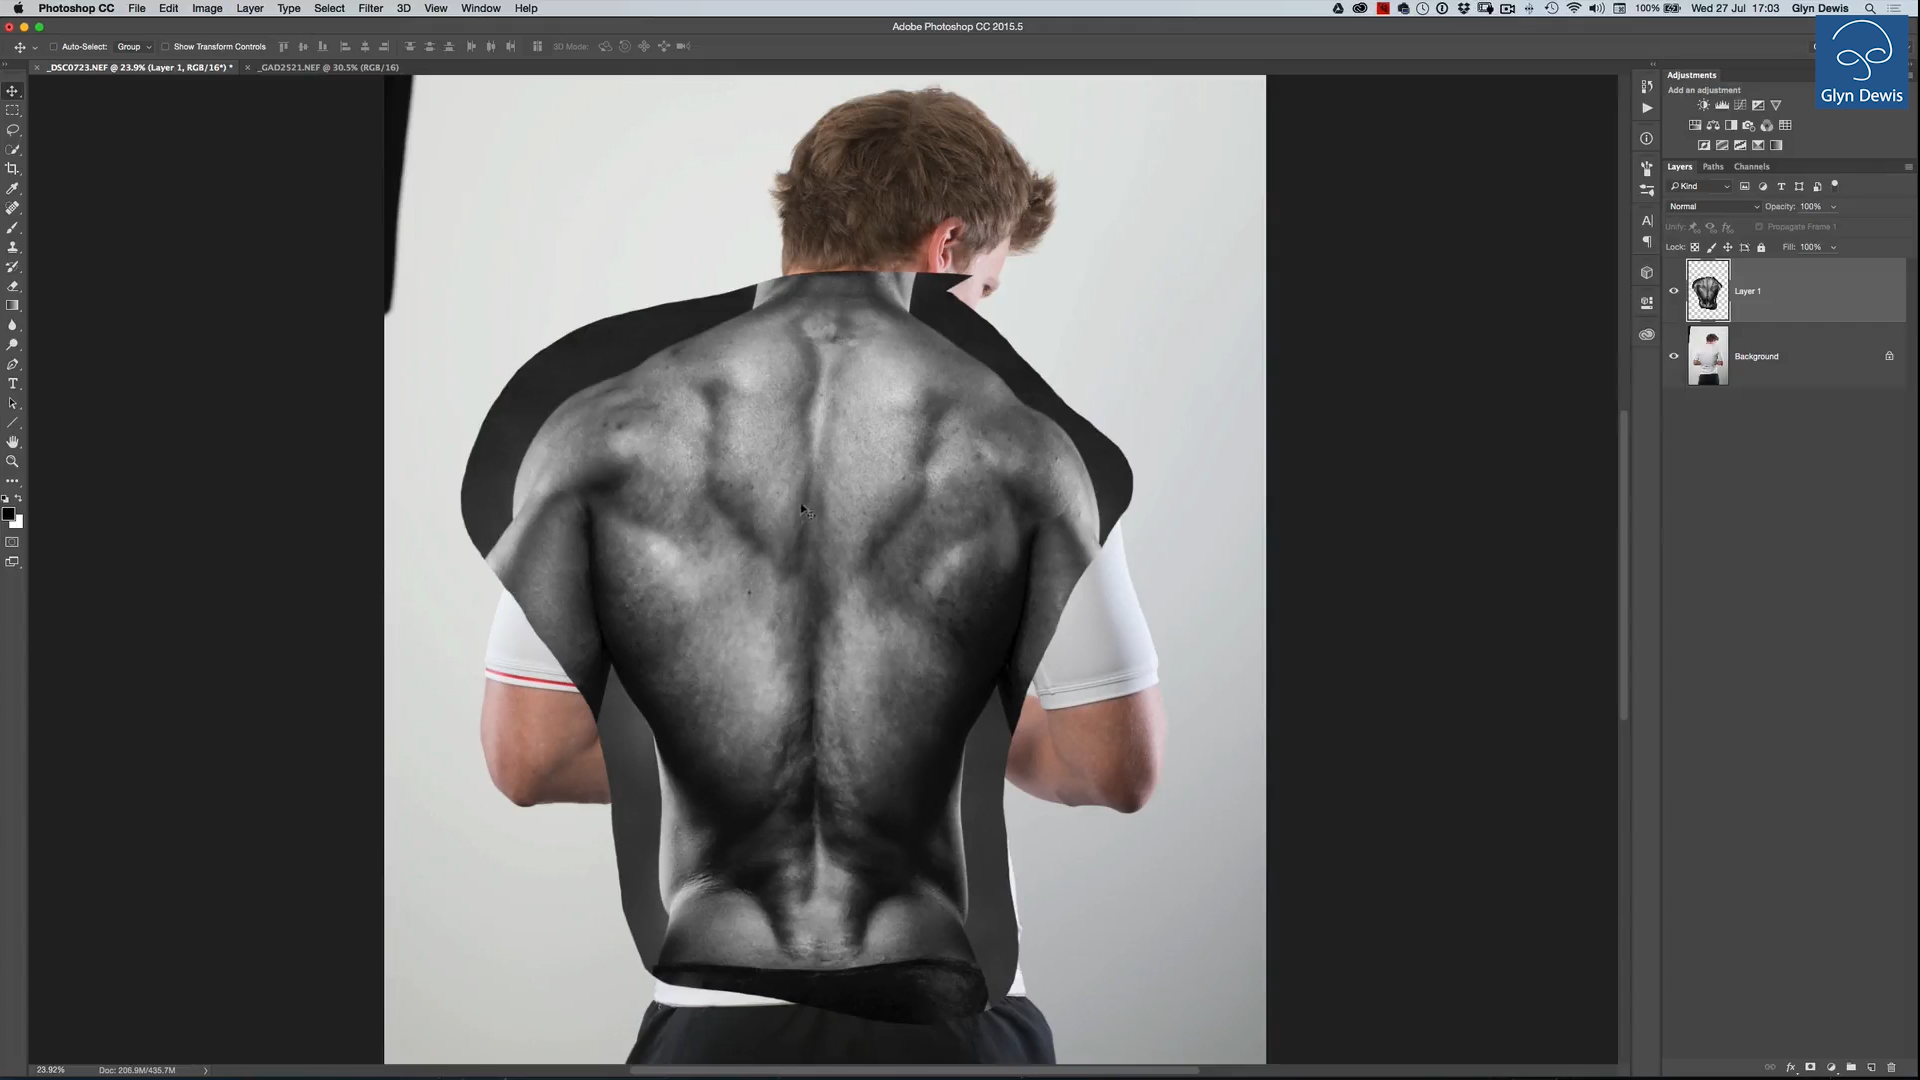 Photoshop CC File Edit Image Layer Type Select Filter 3D View Window Help 100% Wed 27 Jul 17:03 Glyn Dewis
Adobe Photoshop CC 2015.5
Auto-Select: Group Show Transform Controls 3D Mode:
_DSC0723.NEF @ 23.9% (Layer 1, RGB/16*) * _GAD2521.NEF @ 30.5% (RGB/16)
Glyn Dewis
Adjustments
Add an adjustment
Layers Paths Channels
Kind
Normal Opacity: 100%
Unify: Propagate Frame 1
Lock: Fill: 100%
Layer 1
Background
23.92% Doc: 206.9M/435.7M